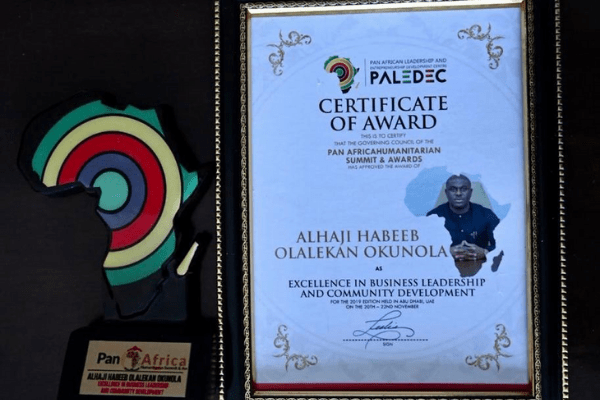 PAN AFRICAN LEADERSHIP AND
ENTREPRENEURSHIP DEVELOPMENT CENTRE
PALEDEC
CERTIFICATE
OF AWARD
THIS IS TO CERTIFY
THAT THE GOVERNING COUNCIL OF THE
PAN AFRICAHUMANITARIAN
SUMMIT & AWARDS
HAS APPROVED THE AWARD OF
ALHAJI HABEEB
OLALEKAN OKUNOLA
AS
EXCELLENCE IN BUSINESS LEADERSHIP
AND COMMUNITY DEVELOPMENT
FOR THE 2019 EDITION HELD IN ABU DHABI, UAE
ON THE 20TH – 22ND NOVEMBER
SIGN
Pan Africa
ALHAJI HABEEB OLALEKAN OKUNOLA
EXCELLENCE IN BUSINESS LEADERSHIP
AND COMMUNITY DEVELOPMENT